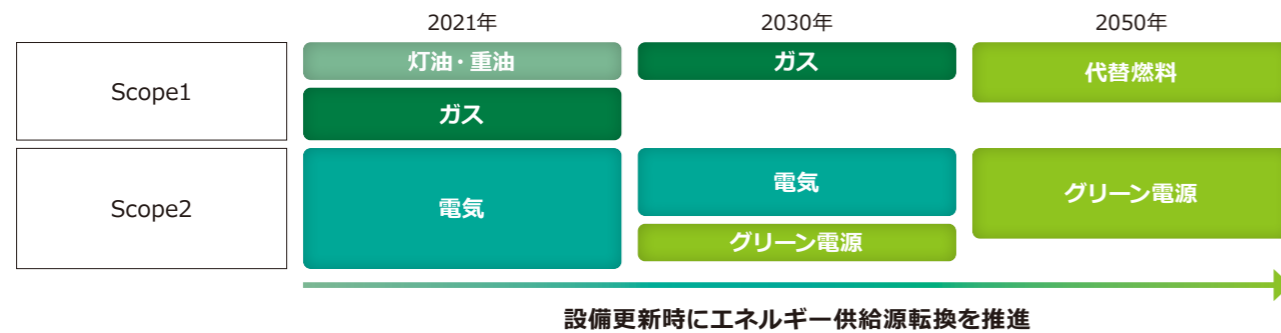 2021年 2030年 2050年
Scope1
灯油・重油 ガス 代替燃料
ガス
Scope2
電気 電気 グリーン電源
グリーン電源
設備更新時にエネルギー供給源転換を推進